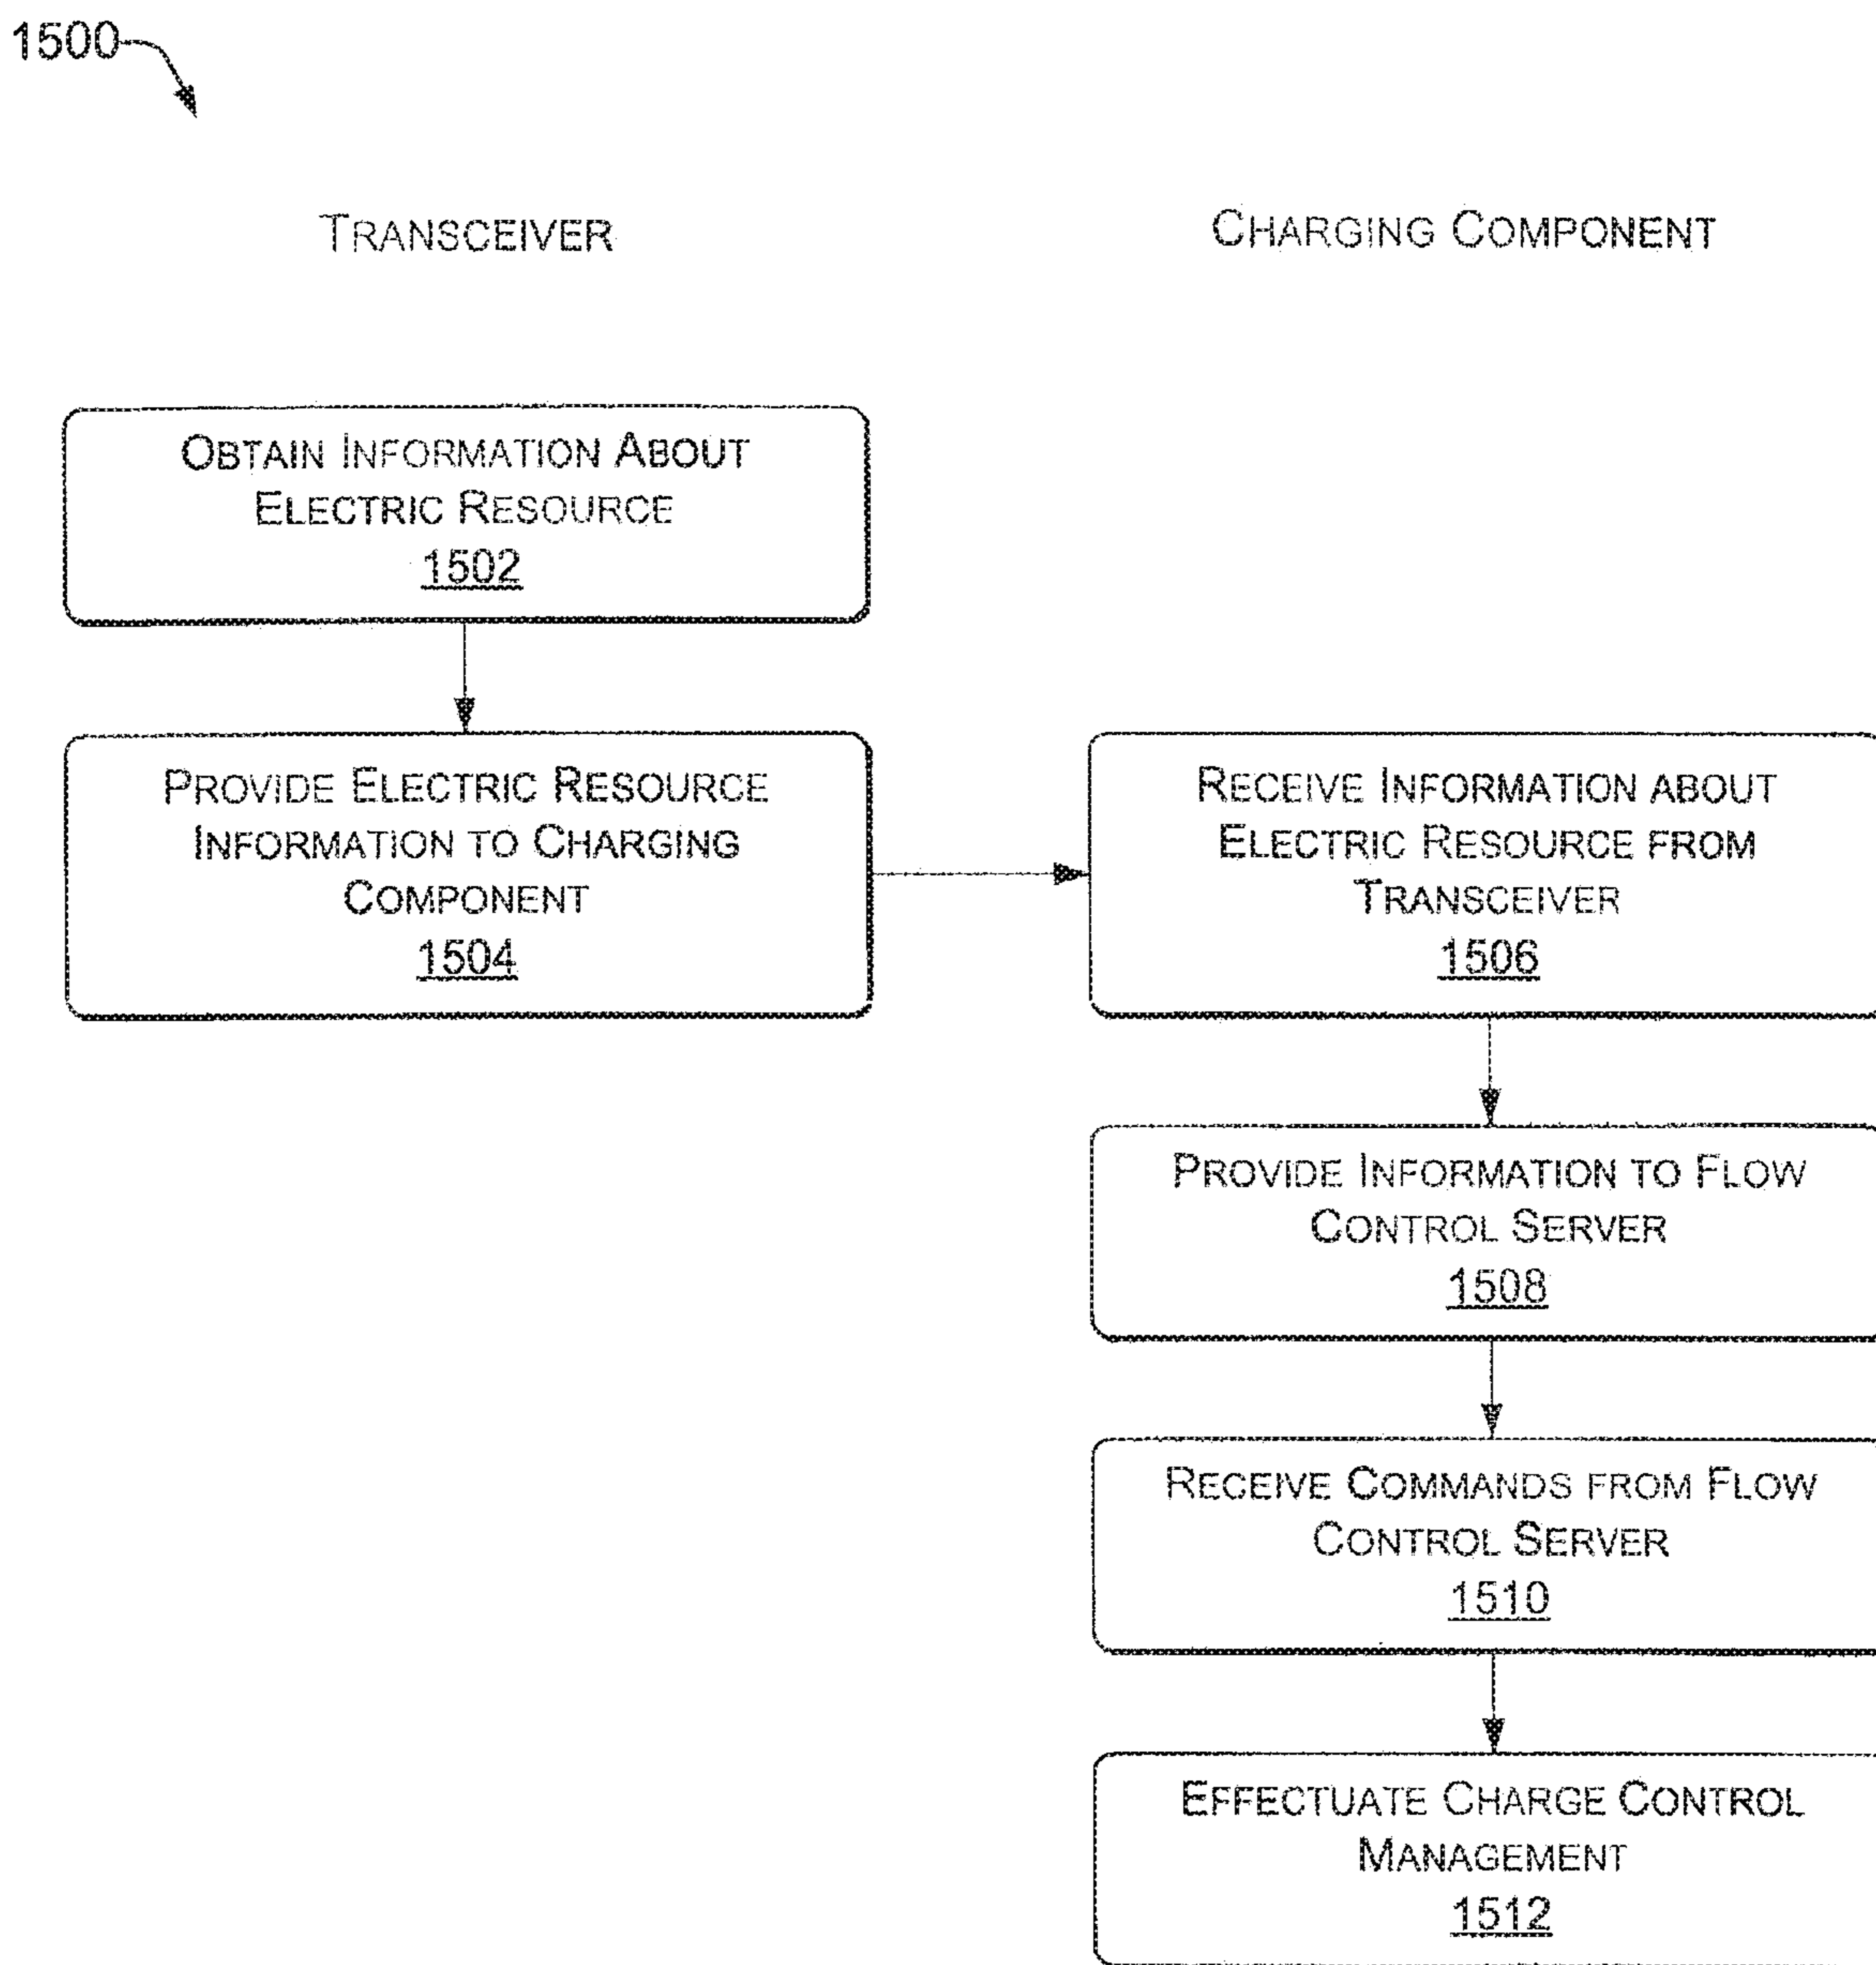 1500
TRANSCEIVER
CHARGING COMPONENT
OBTAIN INFORMATION ABOUT
ELECTRIC RESOURCE
1502
PROVIDE ELECTRIC RESOURCE
INFORMATION TO CHARGING
COMPONENT
1504
RECEIVE INFORMATION ABOUT
ELECTRIC RESOURCE FROM
TRANSCEIVER
1506
PROVIDE INFORMATION TO FLOW
CONTROL SERVER
1508
RECEIVE COMMANDS FROM FLOW
CONTROL SERVER
1510
EFFECTUATE CHARGE CONTROL
MANAGEMENT
1512